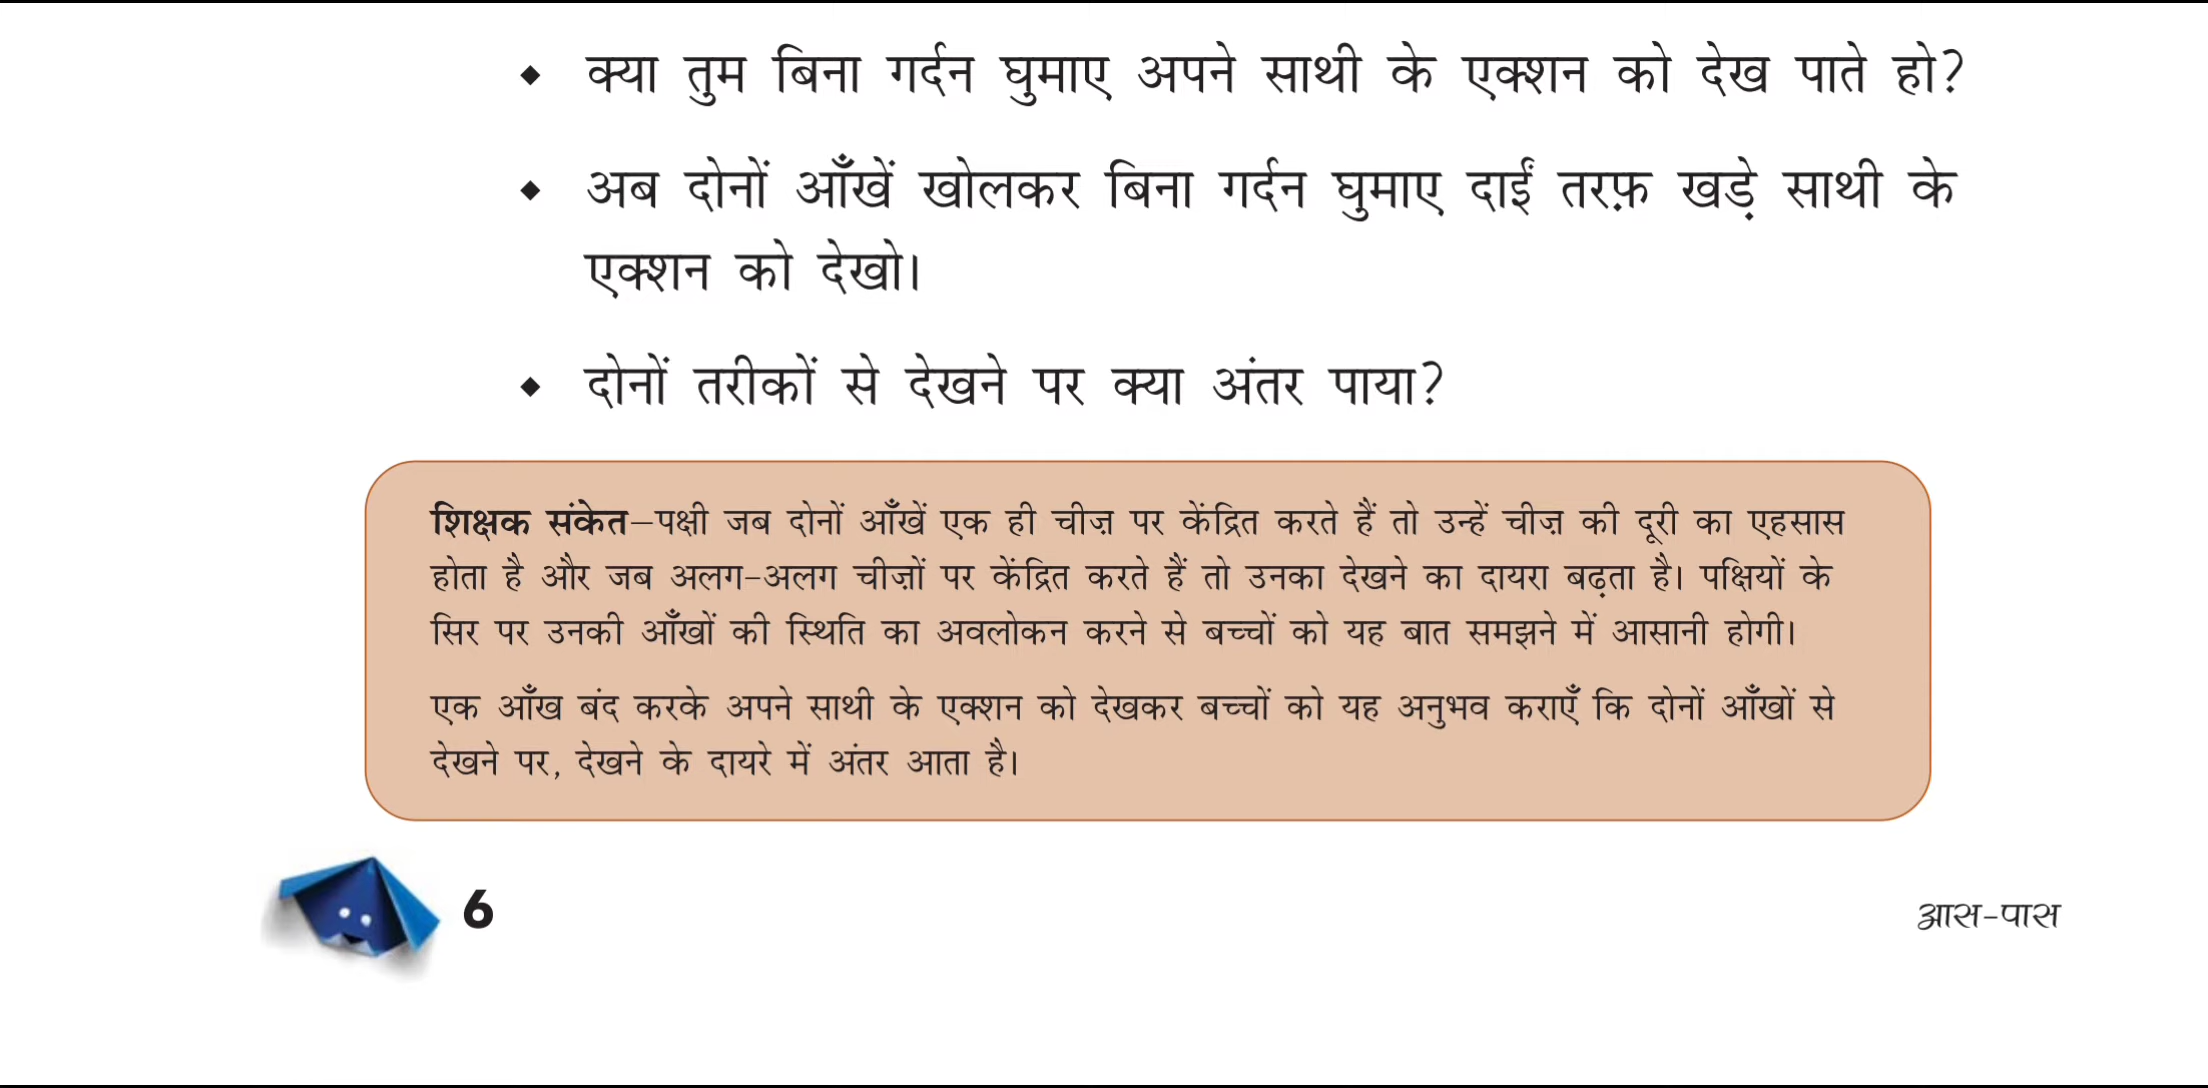 ◆ क्या तुम बिना गर्दन घुमाए अपने साथी के एक्शन को देख पाते हो?
◆ अब दोनों आँखें खोलकर बिना गर्दन घुमाए दाईं तरफ़ खड़े साथी के
एक्शन को देखो।
◆ दोनों तरीकों से देखने पर क्या अंतर पाया?
शिक्षक संकेत–पक्षी जब दोनों आँखें एक ही चीज़ पर केंद्रित करते हैं तो उन्हें चीज़ की दूरी का एहसास
होता है और जब अलग-अलग चीज़ों पर केंद्रित करते हैं तो उनका देखने का दायरा बढ़ता है। पक्षियों के
सिर पर उनकी आँखों की स्थिति का अवलोकन करने से बच्चों को यह बात समझने में आसानी होगी।
एक आँख बंद करके अपने साथी के एक्शन को देखकर बच्चों को यह अनुभव कराएँ कि दोनों आँखों से
देखने पर, देखने के दायरे में अंतर आता है।
6
आस-पास